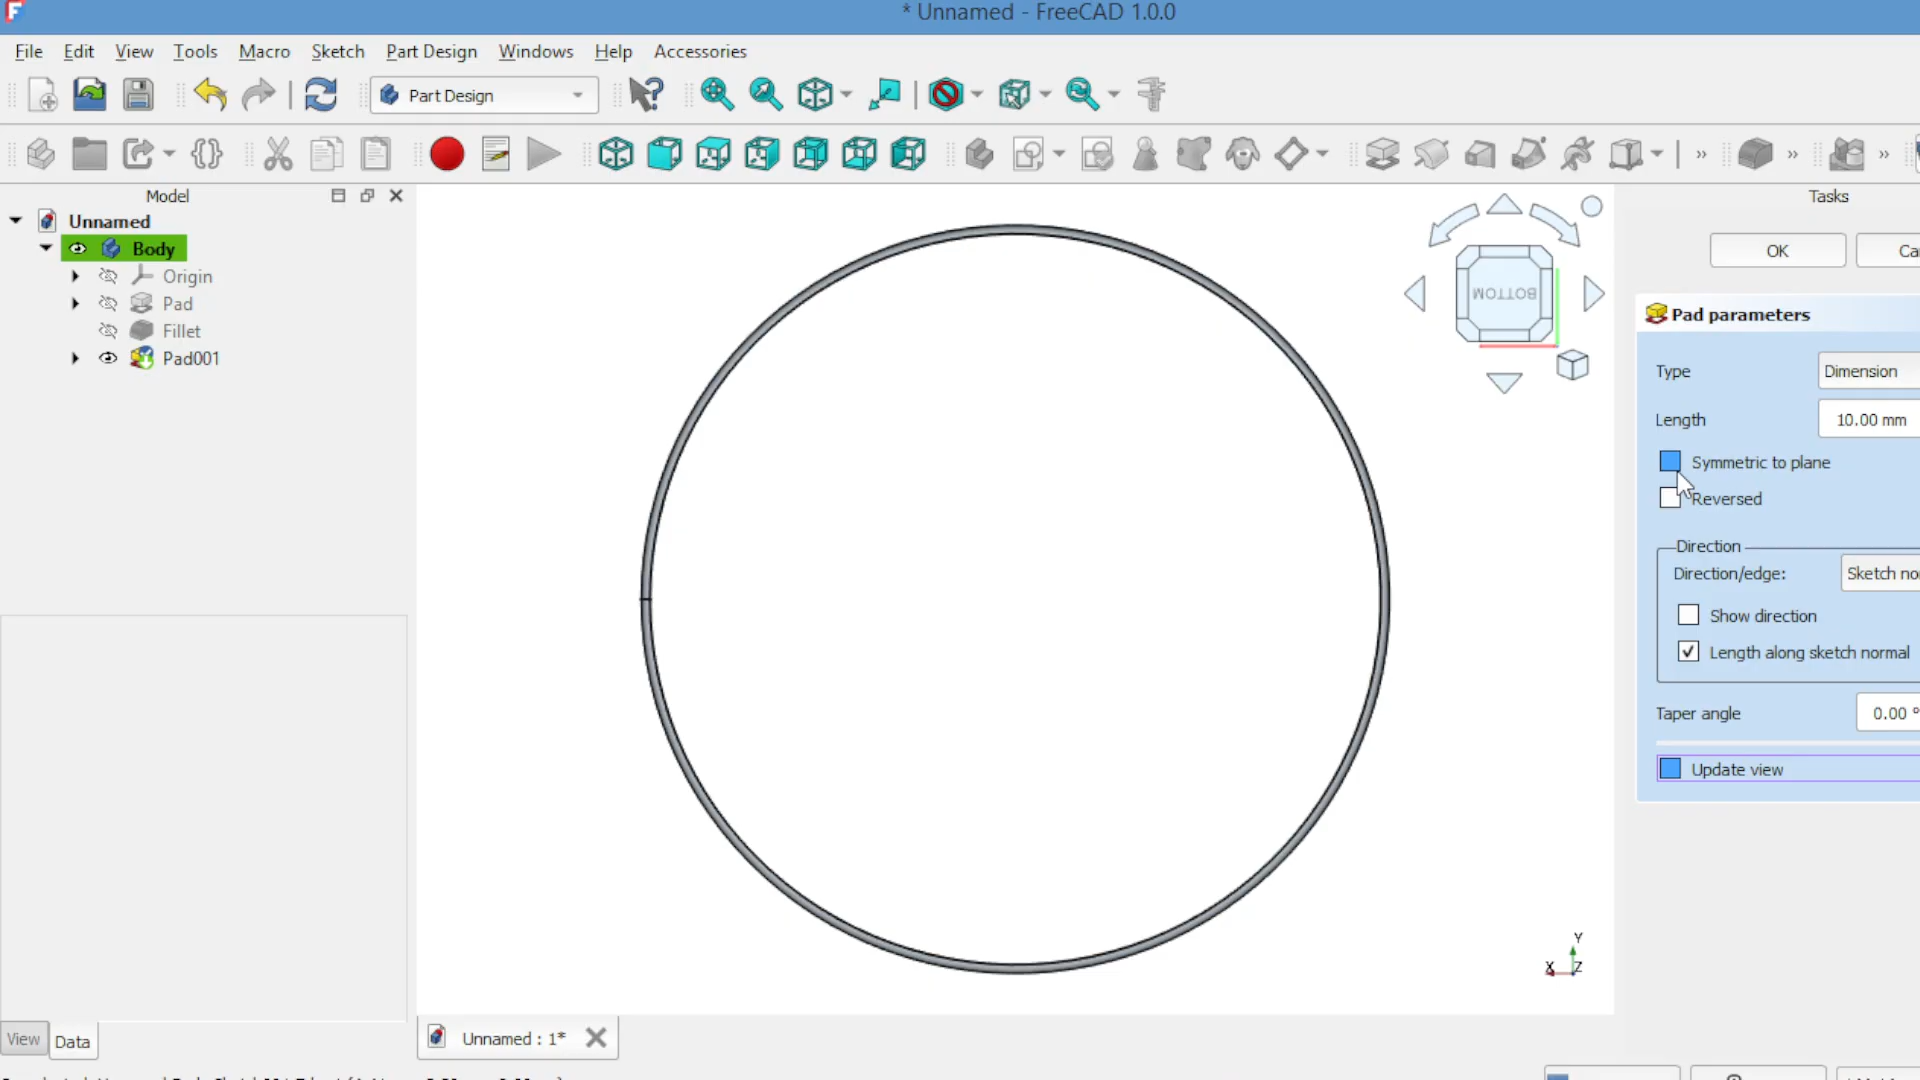 * Unnamed - FreeCAD 1.0.0
File Edit View Tools Macro Sketch Part Design Windows Help Accessories
Part Design
Model
Tasks
Unnamed
Body
Origin
Pad
Fillet
Pad001
BOTTOM
OK
Pad parameters
Type Dimension
Length 10.00 mm
Symmetric to plane
Reversed
Direction
Direction/edge: Sketch
Show direction
Length along sketch normal
Taper angle 0.00 °
Update view
Y
X Z
View Data
Unnamed : 1*